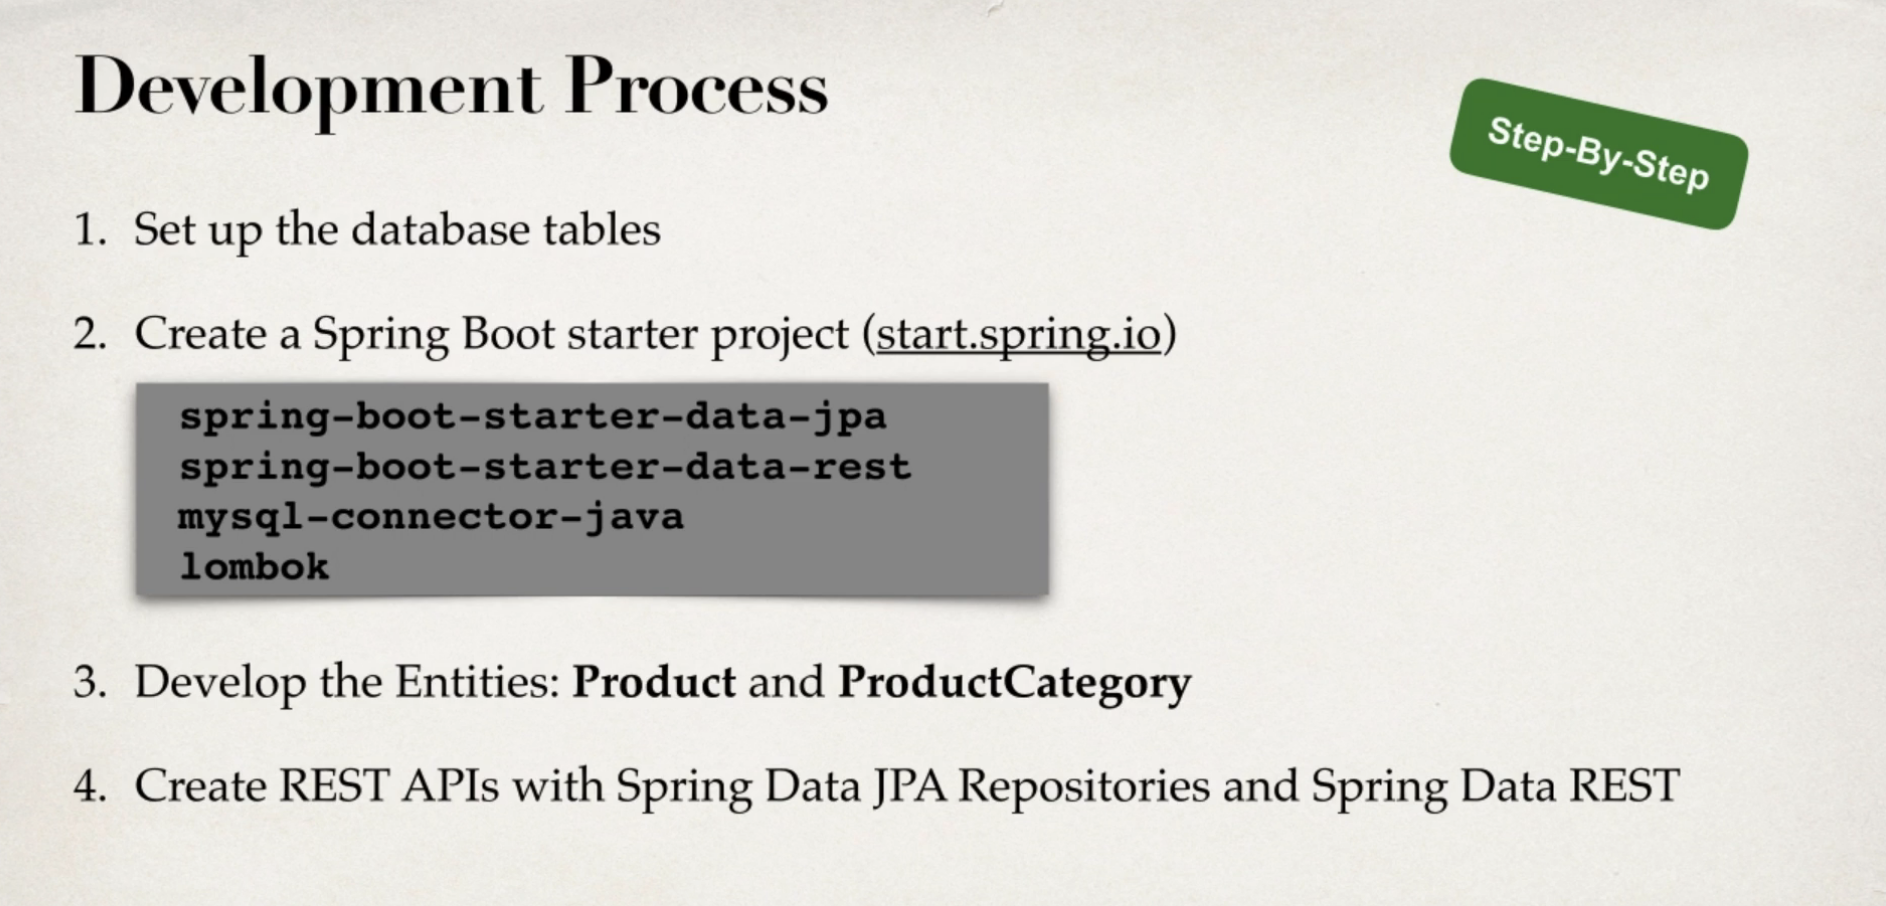 Development Process
Step-By-Step
1. Set up the database tables
2. Create a Spring Boot starter project (start.spring.io)
spring-boot-starter-data-jpa
spring-boot-starter-data-rest
mysql-connector-java
lombok
3. Develop the Entities: Product and ProductCategory
4. Create REST APIs with Spring Data JPA Repositories and Spring Data REST